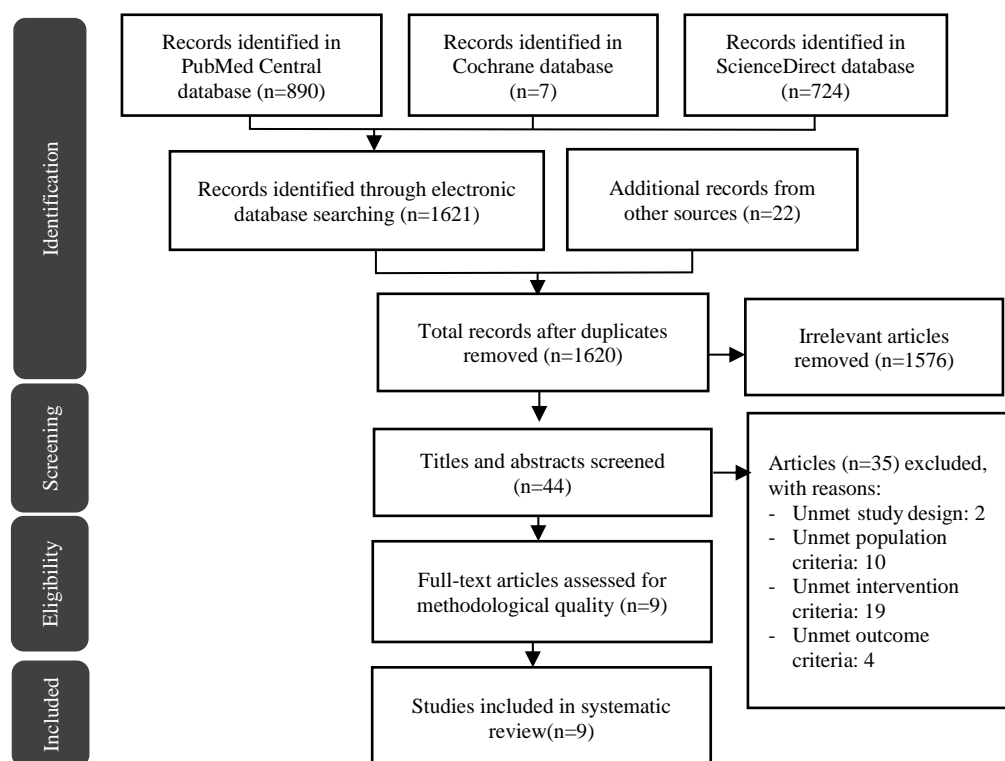 Identification
Records identified in
PubMed Central
database (n=890)
Records identified in
Cochrane database
(n=7)
Records identified in
ScienceDirect database
(n=724)
Records identified through electronic
database searching (n=1621)
Additional records from
other sources (n=22)
Total records after duplicates
removed (n=1620)
Irrelevant articles
removed (n=1576)
Screening
Titles and abstracts screened
(n=44)
Articles (n=35) excluded,
with reasons:
- Unmet study design: 2
- Unmet population
criteria: 10
- Unmet intervention
criteria: 19
- Unmet outcome
criteria: 4
Eligibility
Full-text articles assessed for
methodological quality (n=9)
Included
Studies included in systematic
review(n=9)